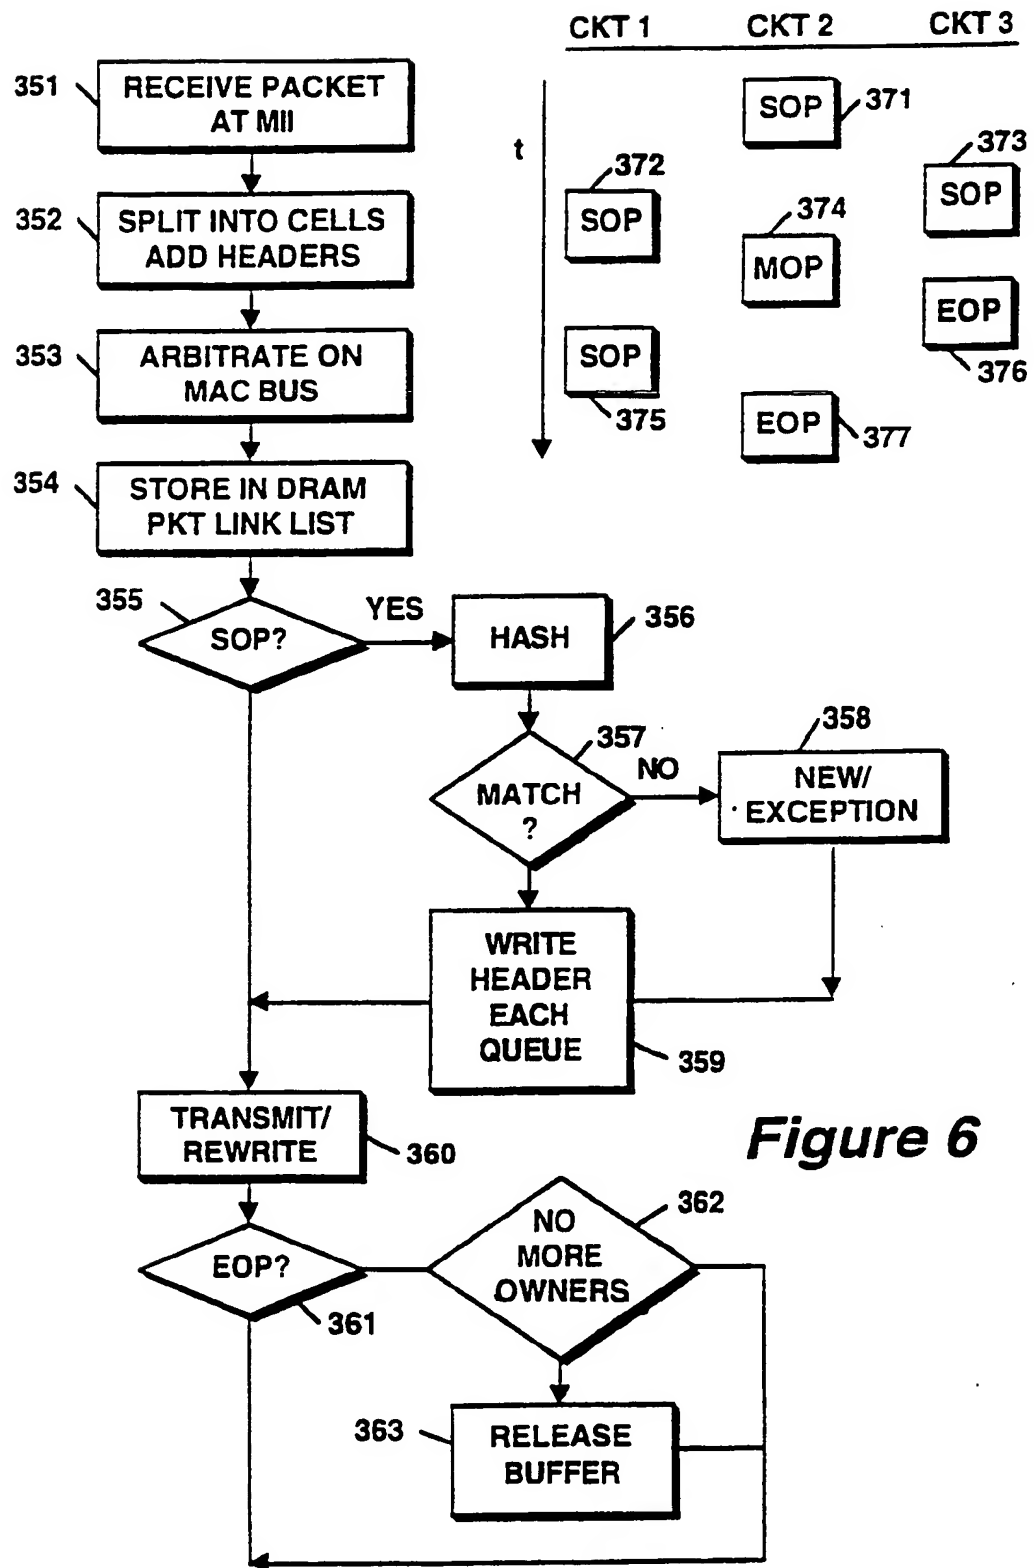 CKT 1 CKT 2 CKT 3
351
RECEIVE PACKET
AT MII
t
SOP
371
372
SOP
373
SOP
352
SPLIT INTO CELLS
ADD HEADERS
374
MOP
EOP
376
353
ARBITRATE ON
MAC BUS
SOP
375
EOP
377
354
STORE IN DRAM
PKT LINK LIST
355
SOP?
YES
HASH
356
357
MATCH
?
NO
358
NEW/
EXCEPTION
WRITE
HEADER
EACH
QUEUE
359
TRANSMIT/
REWRITE
360
Figure 6
EOP?
361
NO
MORE
OWNERS
362
363
RELEASE
BUFFER